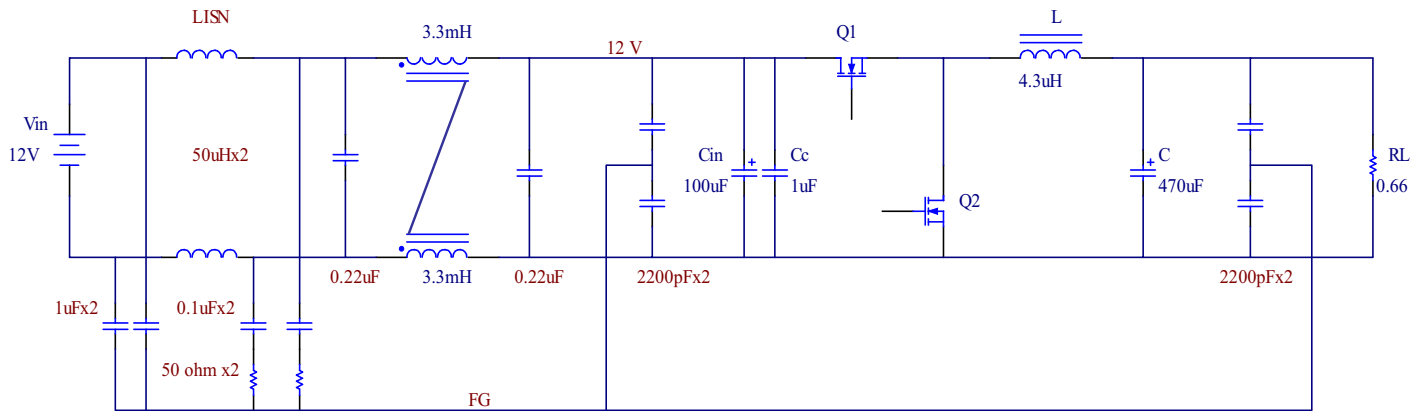 LISN
3.3mH
12 V
Q1
L
4.3uH
Vin
12V
50uHx2
Cin
100uF
Cc
1uF
Q2
C
470uF
RL
0.66
0.22uF
3.3mH
0.22uF
2200pFx2
2200pFx2
1uFx2
0.1uFx2
50 ohm x2
FG